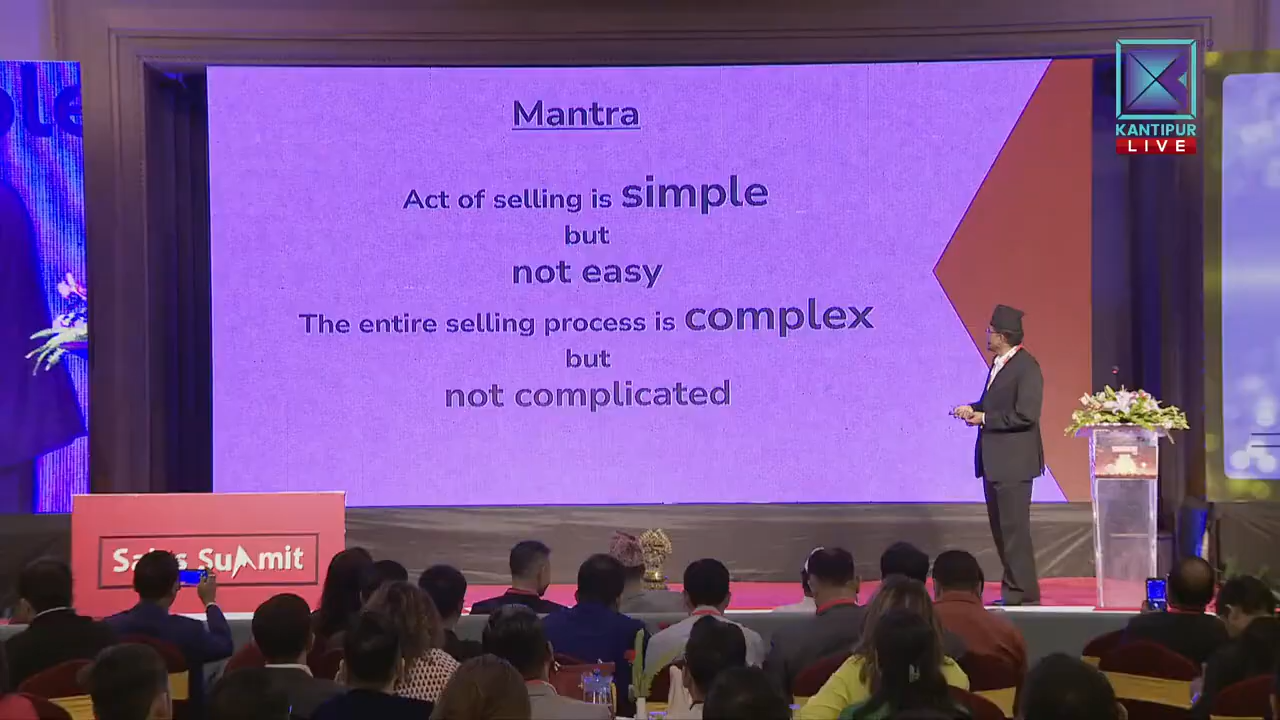 Mantra
Act of selling is simple
but
not easy
The entire selling process is complex
but
not complicated
KANTIPUR
LIVE
Sales Summit